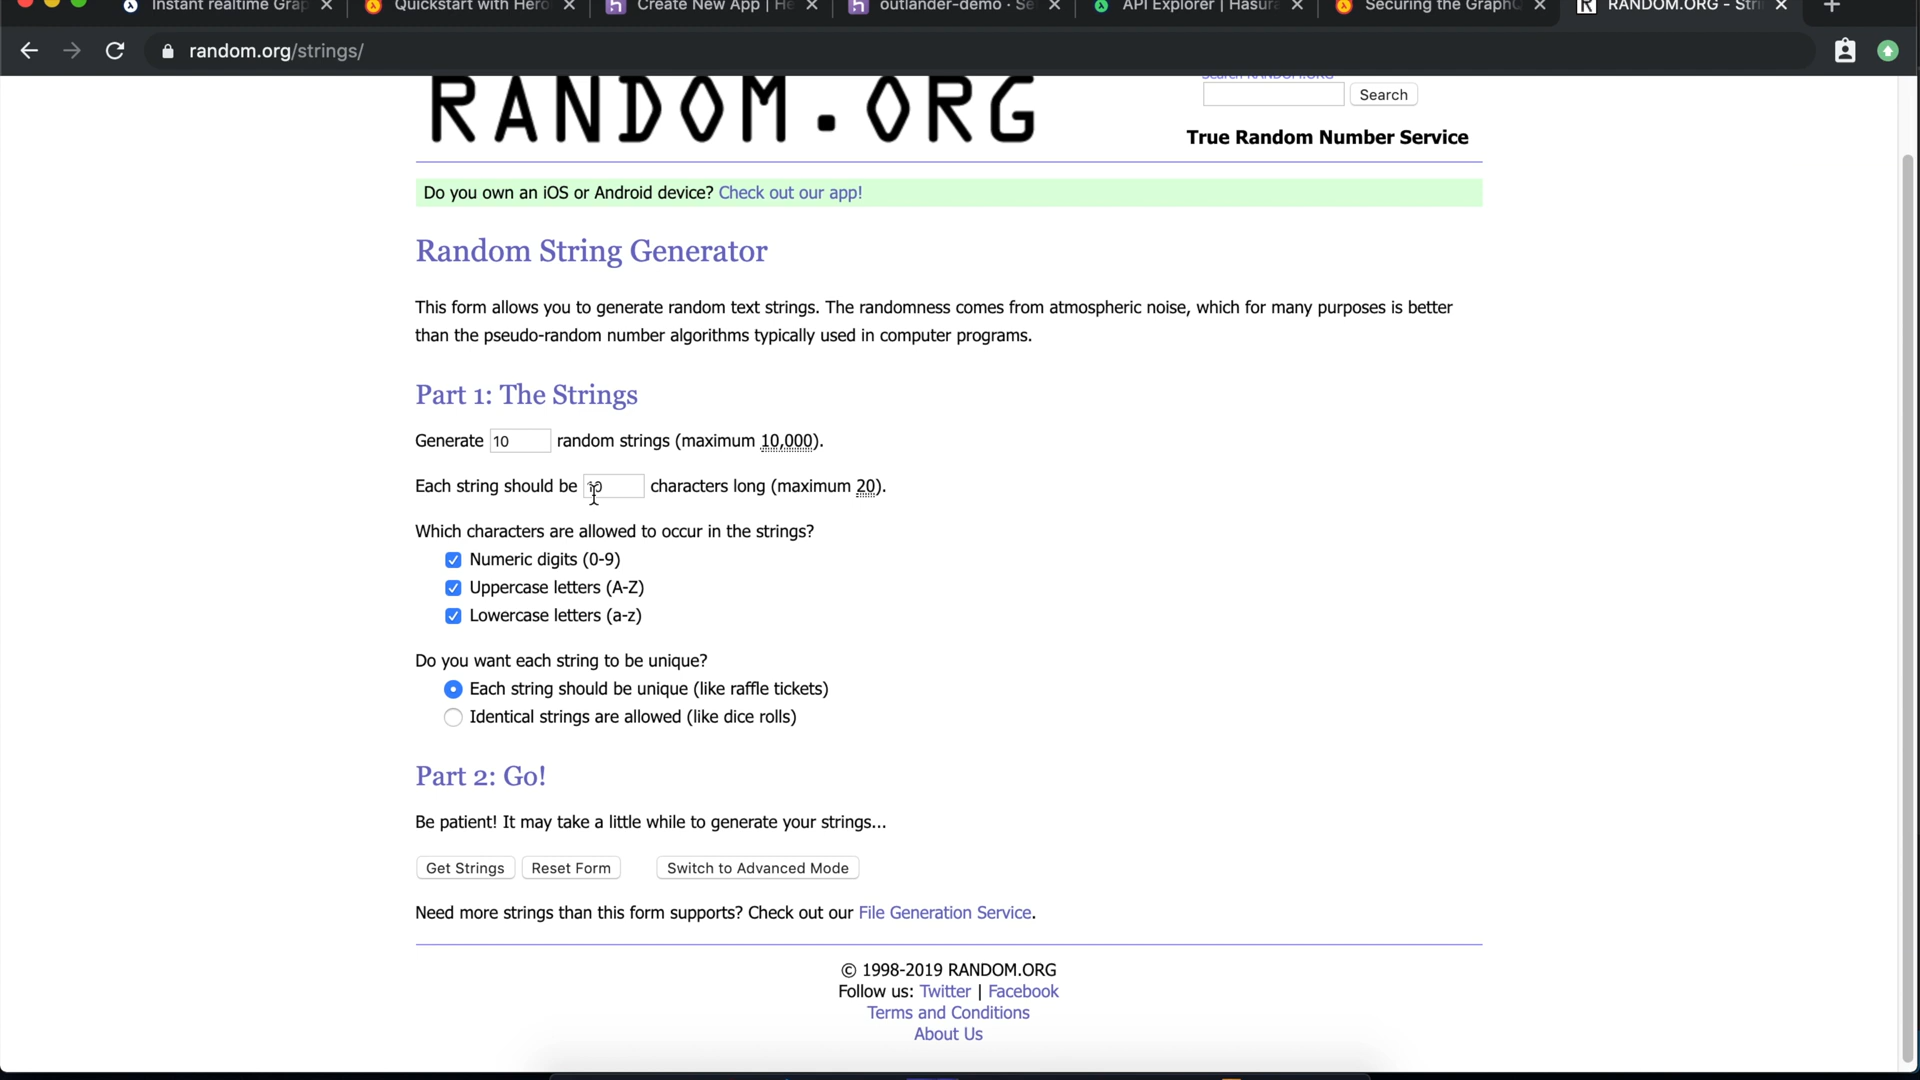 Instant realtime Grap
Quickstart with Hero
Create New App | He
outlander-demo · Se
API Explorer | Hasura
Securing the GraphQ
RANDOM.ORG - Stri
random.org/strings/
RANDOM.ORG
Search RANDOM.ORG
Search
True Random Number Service
Do you own an iOS or Android device? Check out our app!
Random String Generator
This form allows you to generate random text strings. The randomness comes from atmospheric noise, which for many purposes is better
than the pseudo-random number algorithms typically used in computer programs.
Part 1: The Strings
Generate 10 random strings (maximum 10,000).
Each string should be characters long (maximum 20).
Which characters are allowed to occur in the strings?
Numeric digits (0-9)
Uppercase letters (A-Z)
Lowercase letters (a-z)
Do you want each string to be unique?
Each string should be unique (like raffle tickets)
Identical strings are allowed (like dice rolls)
Part 2: Go!
Be patient! It may take a little while to generate your strings...
Get Strings Reset Form Switch to Advanced Mode
Need more strings than this form supports? Check out our File Generation Service.
© 1998-2019 RANDOM.ORG
Follow us: Twitter | Facebook
Terms and Conditions
About Us